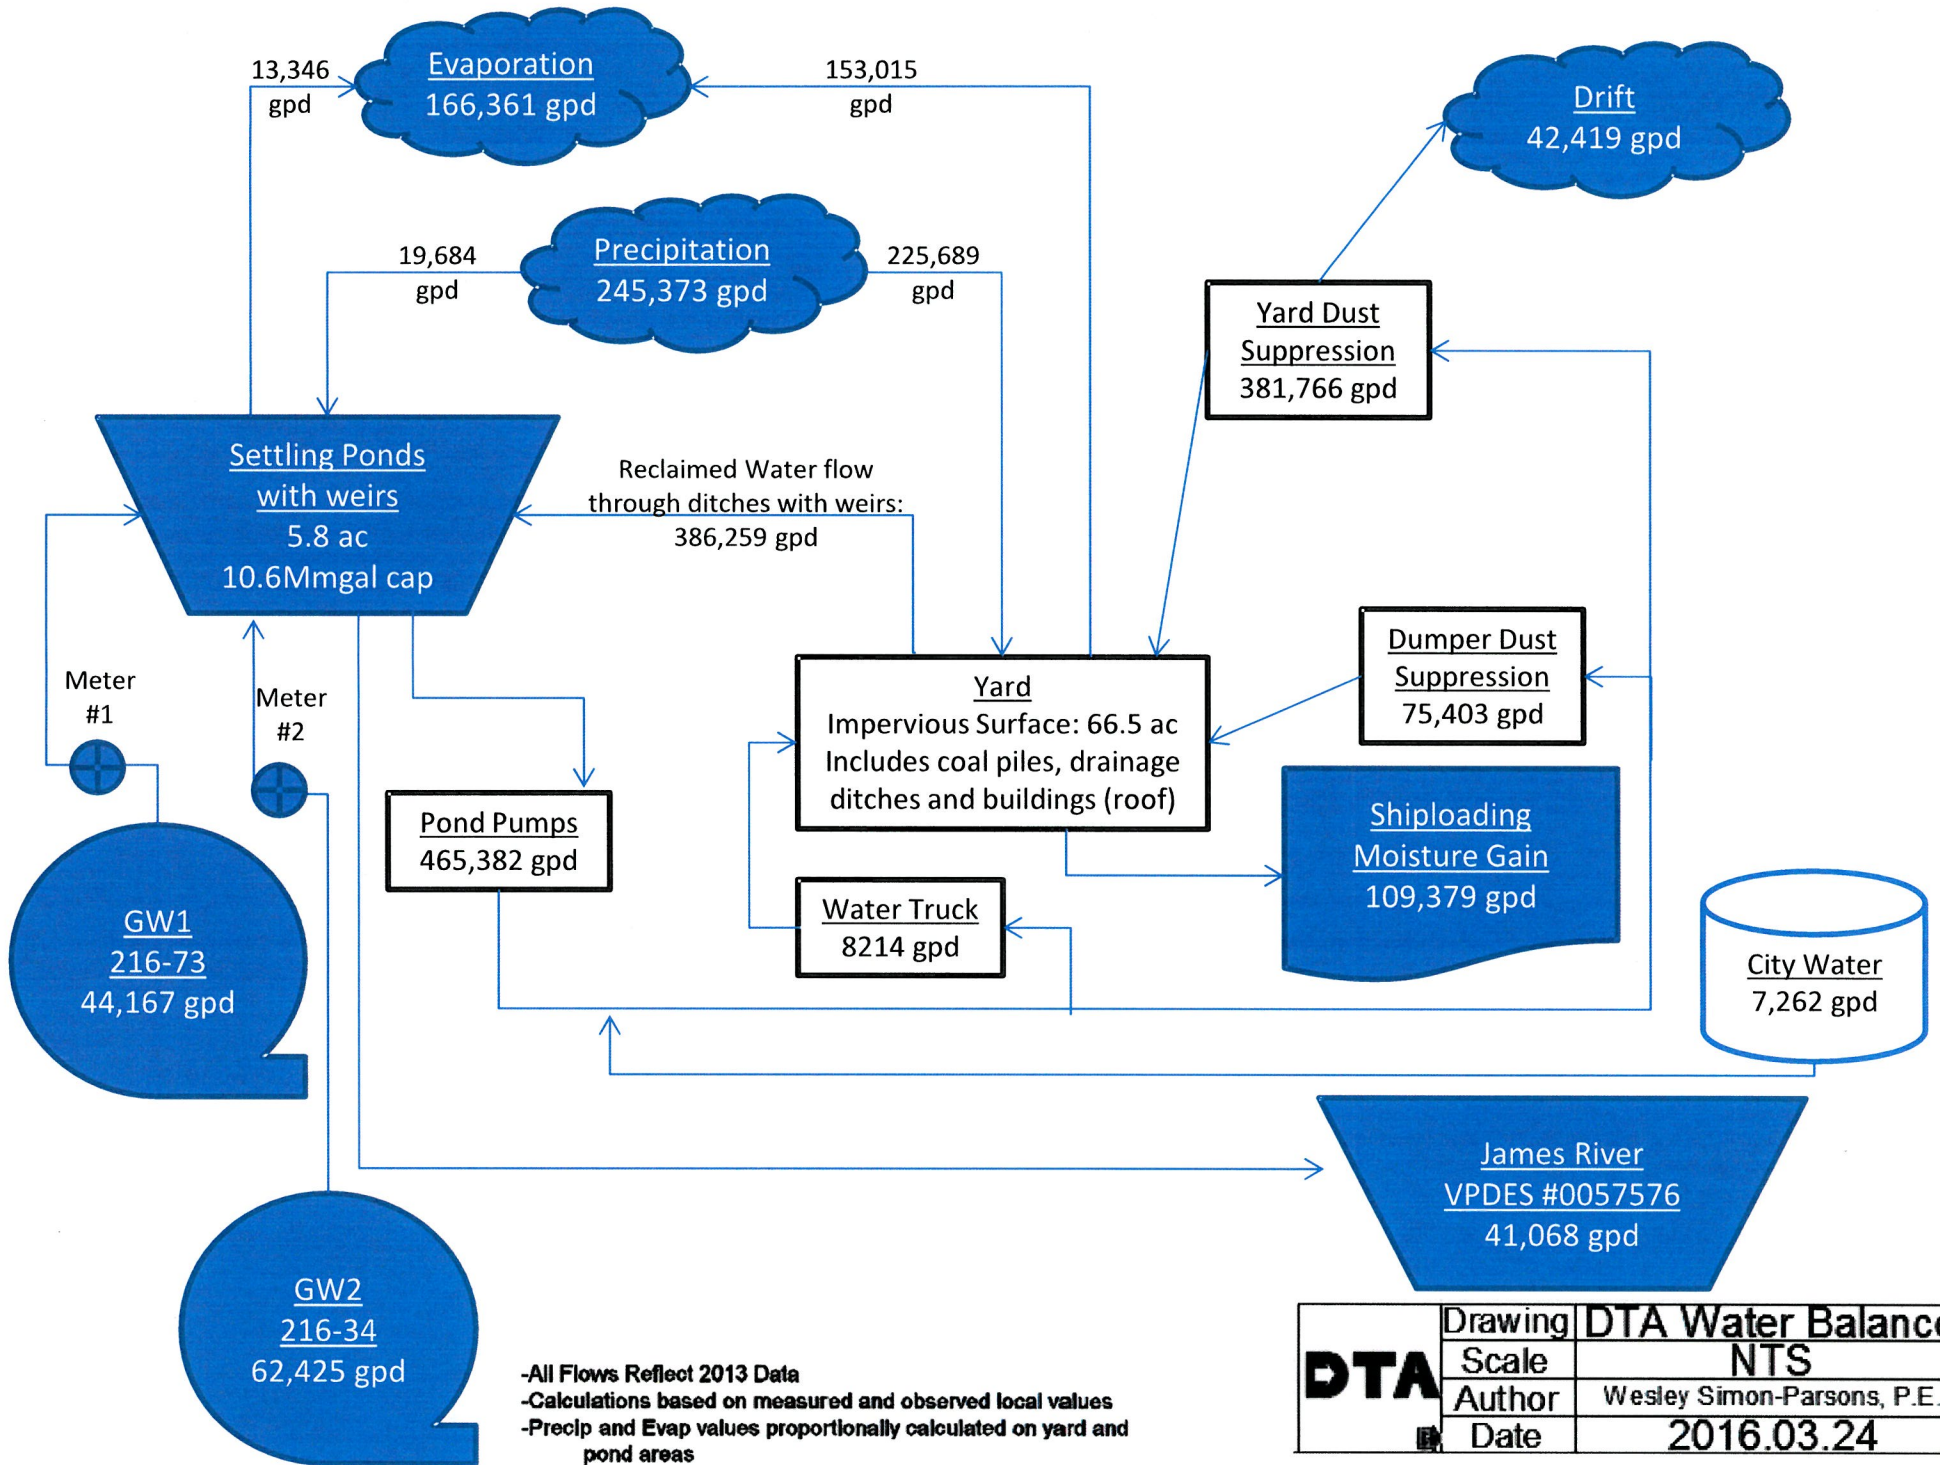 13,346
gpd
Evaporation
166,361 gpd
153,015
gpd
Drift
42,419 gpd
19,684
gpd
Precipitation
245,373 gpd
225,689
gpd
Yard Dust
Suppression
381,766 gpd
Settling Ponds
with weirs
5.8 ac
10.6Mmgal cap
Reclaimed Water flow
through ditches with weirs:
386,259 gpd
Meter
#1
Meter
#2
Yard
Impervious Surface: 66.5 ac
Includes coal piles, drainage
ditches and buildings (roof)
Dumper Dust
Suppression
75,403 gpd
Pond Pumps
465,382 gpd
Shiploading
Moisture Gain
109,379 gpd
Water Truck
8214 gpd
GW1
216-73
44,167 gpd
City Water
7,262 gpd
James River
VPDES #0057576
41,068 gpd
GW2
216-34
62,425 gpd
-All Flows Reflect 2013 Data
-Calculations based on measured and observed local values
-Precip and Evap values proportionally calculated on yard and
pond areas
DTA
Drawing DTA Water Balance
Scale NTS
Author Wesley Simon-Parsons, P.E.
Date 2016.03.24